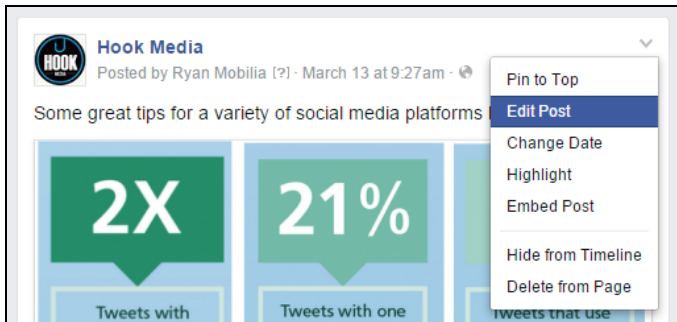 HOOK
MEDIA
Hook Media
Posted by Ryan Mobilia [?] · March 13 at 9:27am ·
Some great tips for a variety of social media platforms
Pin to Top
Edit Post
Change Date
Highlight
Embed Post
Hide from Timeline
Delete from Page
2X
21%
Tweets with
Tweets with one
Tweets that use